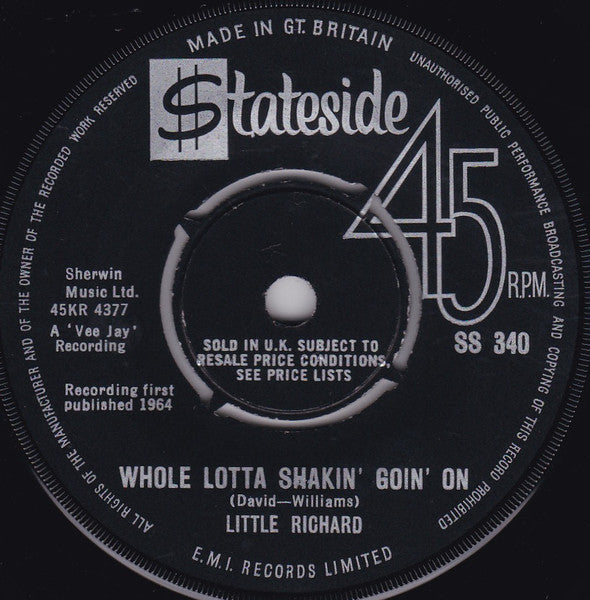 MADE IN GT. BRITAIN
$tateside
45
R.P.M.
SS 340
Sherwin
Music Ltd.
45KR 4377
A 'Vee Jay'
Recording
Recording first
published 1964
SOLD IN U.K. SUBJECT TO
RESALE PRICE CONDITIONS,
SEE PRICE LISTS
WHOLE LOTTA SHAKIN' GOIN' ON
(David—Williams)
LITTLE RICHARD
E.M.I. RECORDS LIMITED
ALL RIGHTS OF THE MANUFACTURER AND OF THE OWNER OF THE RECORDED WORK RESERVED
UNAUTHORISED PUBLIC PERFORMANCE BROADCASTING AND COPYING OF THIS RECORD PROHIBITED